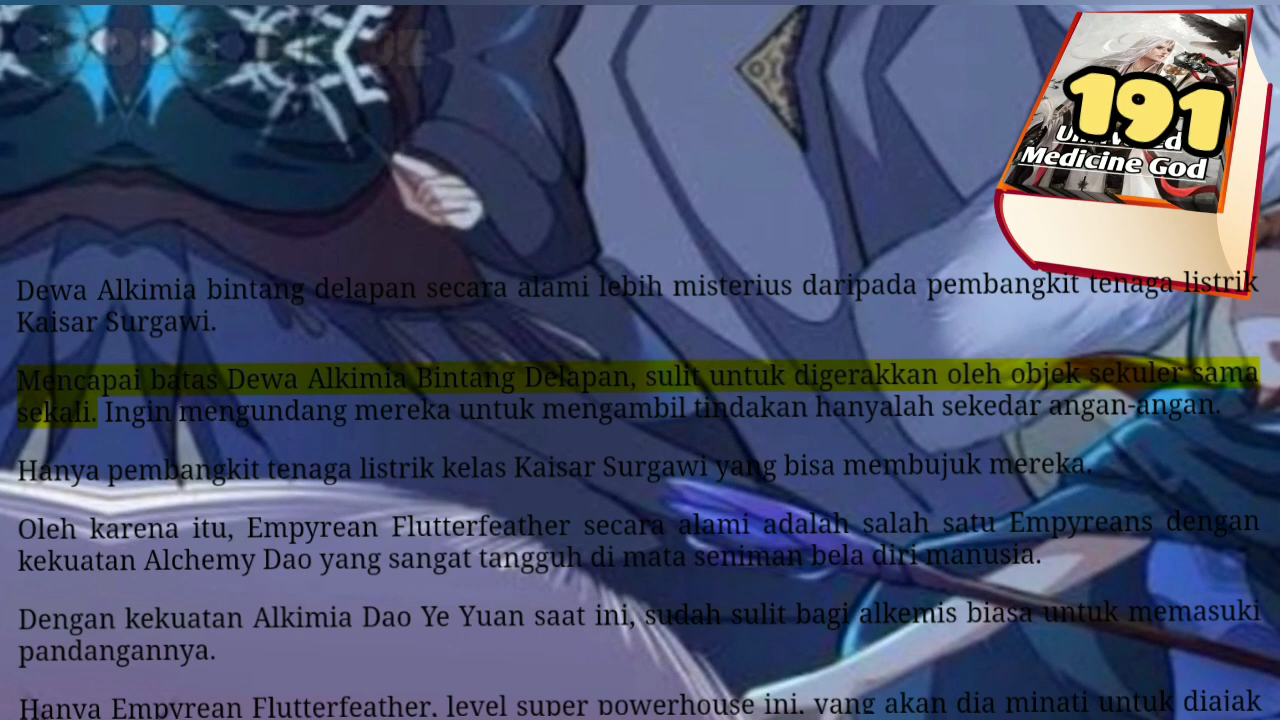 191
Medicine God
Dewa Alkimia bintang delapan secara alami lebih misterius daripada pembangkit tenaga listrik
Kaisar Surgawi.
Mencapai batas Dewa Alkimia Bintang Delapan, sulit untuk digerakkan oleh objek sekuler sama
sekali. Ingin mengundang mereka untuk mengambil tindakan hanyalah sekedar angan-angan.
Hanya pembangkit tenaga listrik kelas Kaisar Surgawi yang bisa membujuk mereka.
Oleh karena itu, Empyrean Flutterfeather secara alami adalah salah satu Empyreans dengan
kekuatan Alchemy Dao yang sangat tangguh di mata seniman bela diri manusia.
Dengan kekuatan Alkimia Dao Ye Yuan saat ini, sudah sulit bagi alkemis biasa untuk memasuki
pandangannya.
Hanya Empyrean Flutterfeather, level super powerhouse ini, yang akan dia minati untuk diajak